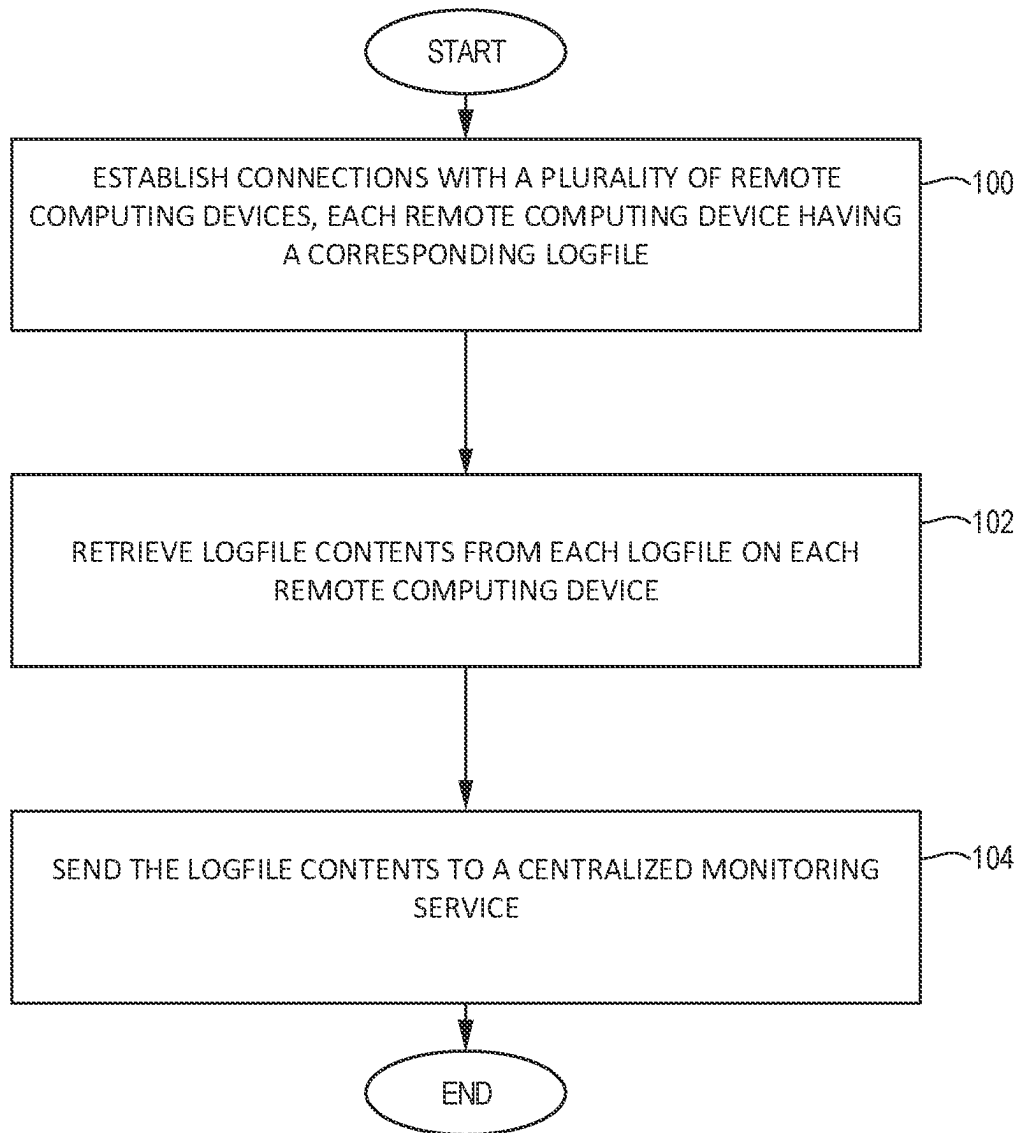 START
ESTABLISH CONNECTIONS WITH A PLURALITY OF REMOTE
COMPUTING DEVICES, EACH REMOTE COMPUTING DEVICE HAVING
A CORRESPONDING LOGFILE
100
RETRIEVE LOGFILE CONTENTS FROM EACH LOGFILE ON EACH
REMOTE COMPUTING DEVICE
102
SEND THE LOGFILE CONTENTS TO A CENTRALIZED MONITORING
SERVICE
104
END